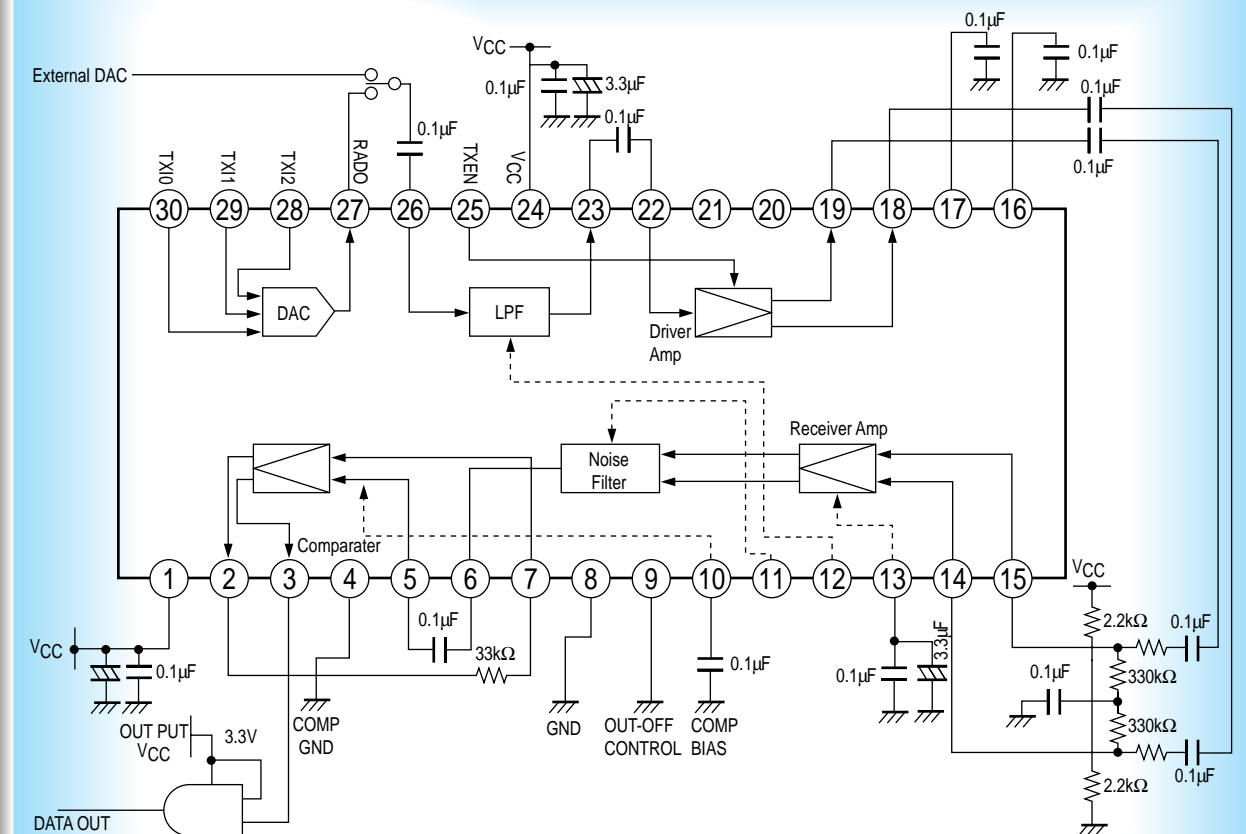 0.1µF
VCC
0.1µF
External DAC
0.1µF
3.3µF
0.1µF
0.1µF
0.1µF
0.1µF
TXI0
TXI1
TXI2
RADO
TXEN
VCC
30
29
28
27
26
25
24
23
22
21
20
19
18
17
16
DAC
LPF
Driver
Amp
Receiver Amp
Noise
Filter
Comparater
1
2
3
4
5
6
7
8
9
10
11
12
13
14
15
VCC
2.2kΩ
0.1µF
0.1µF
3.3µF
VCC
0.1µF
33kΩ
0.1µF
0.1µF
0.1µF
330kΩ
COMP
GND
GND
OUT-OFF
CONTROL
COMP
BIAS
330kΩ
OUT PUT
VCC
3.3V
0.1µF
2.2kΩ
DATA OUT